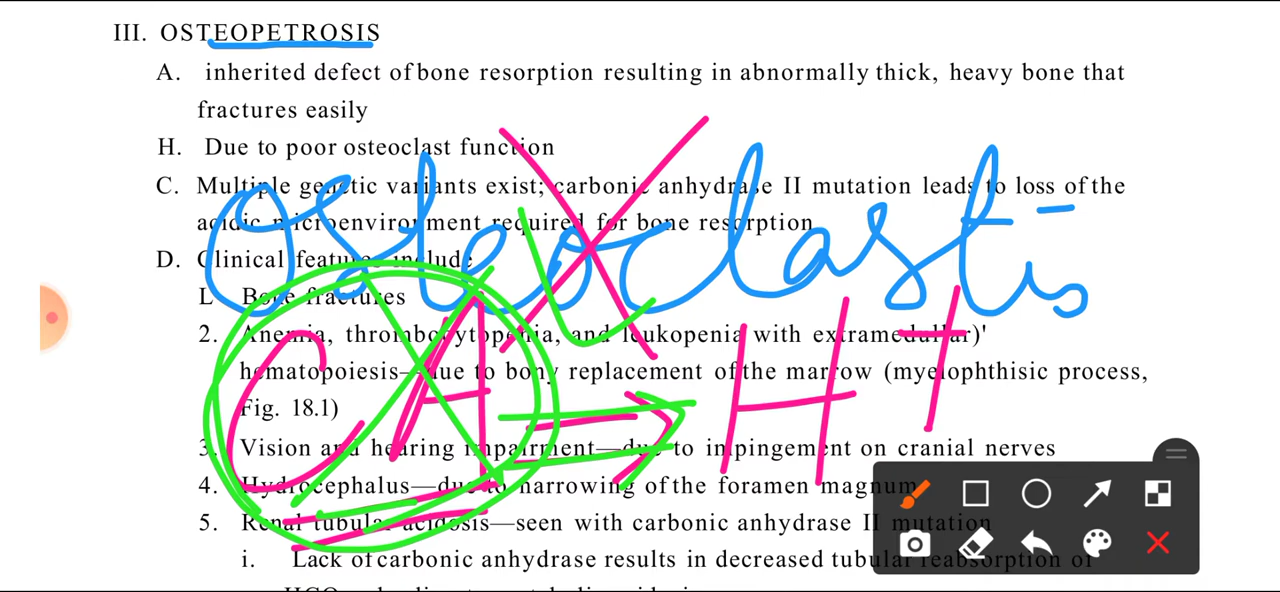 III. OSTEOPETROSIS
A. inherited defect of bone resorption resulting in abnormally thick, heavy bone that
fractures easily
H. Due to poor osteoclast function
C. Multiple genetic variants exist; carbonic anhydrase II mutation leads to loss of the
acidic microenvironment required for bone resorption
D. Clinical features include
L Bone fractures
2. Anemia, thrombocytopenia, and leukopenia with extramedullar)'
hematopoiesis—due to bony replacement of the marrow (myelophthisic process,
Fig. 18.1)
3. Vision and hearing impairment—due to impingement on cranial nerves
4. Hydrocephalus—due to narrowing of the foramen magnum
5. Renal tubular acidosis—seen with carbonic anhydrase II mutation
i. Lack of carbonic anhydrase results in decreased tubular reabsorption of
Osteoclastis
CA
H+